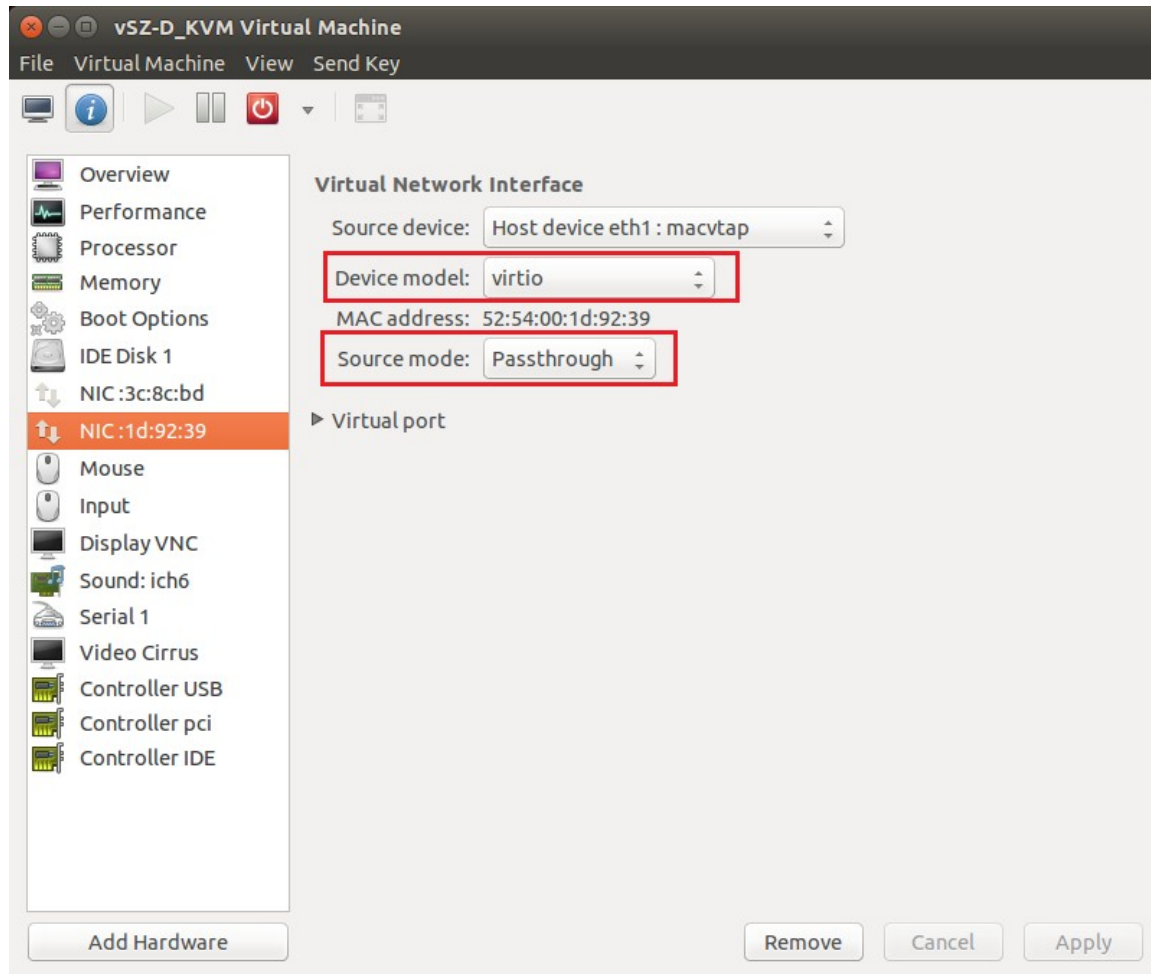 vSZ-D_KVM Virtual Machine
File Virtual Machine View Send Key
Overview
Performance
Processor
Memory
Boot Options
IDE Disk 1
NIC :3c:8c:bd
NIC :1d:92:39
Mouse
Input
Display VNC
Sound: ich6
Serial 1
Video Cirrus
Controller USB
Controller pci
Controller IDE
Add Hardware
Virtual Network Interface
Source device: Host device eth1 : macvtap
Device model: virtio
MAC address: 52:54:00:1d:92:39
Source mode: Passthrough
Virtual port
Remove Cancel Apply